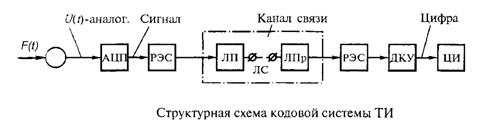 Канал связи
U(t)-аналог. Сигнал
Цифра
F(t)
АЦП
РЭС
ЛП
ЛС
ЛПр
РЭС
ДКУ
ЦИ
Структурная схема кодовой системы ТИ